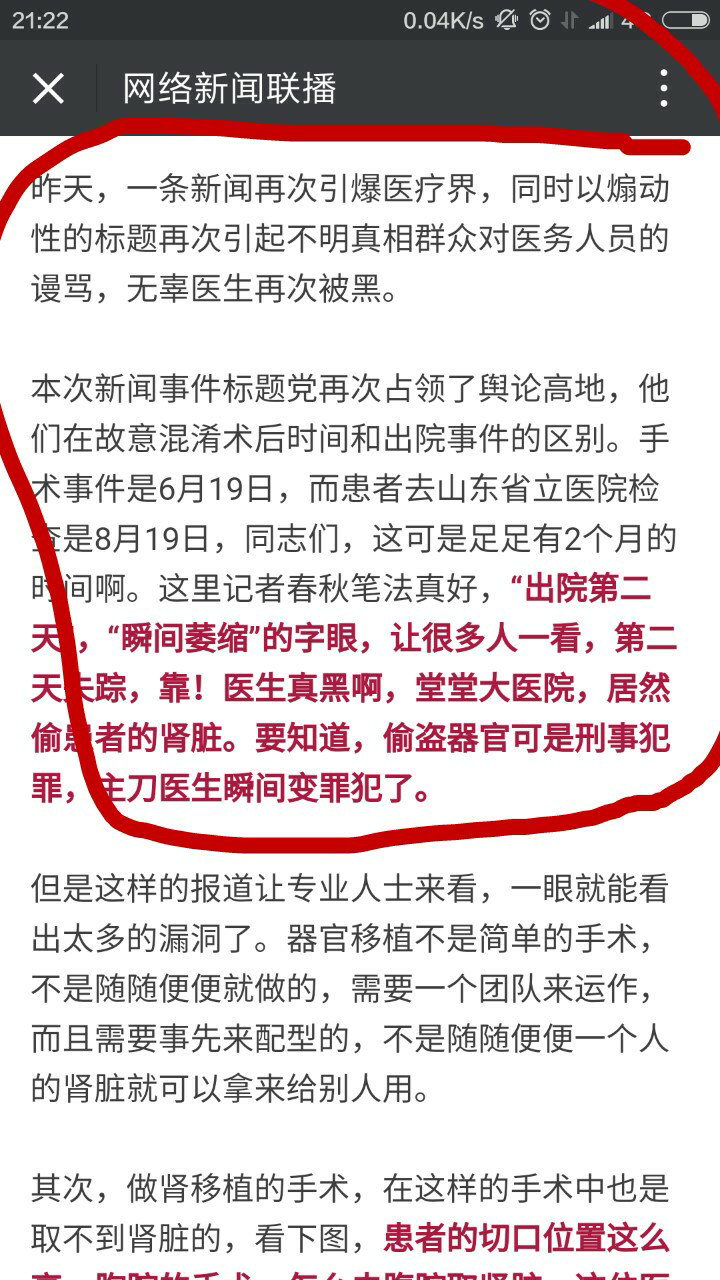 21:22
0.04K/s
网络新闻联播
昨天，一条新闻再次引爆医疗界，同时以煽动
性的标题再次引起不明真相群众对医务人员的
谩骂，无辜医生再次被黑。
本次新闻事件标题党再次占领了舆论高地，他
们在故意混淆术后时间和出院事件的区别。手
术事件是6月19日，而患者去山东省立医院检
查是8月19日，同志们，这可是足足有2个月的
时间啊。这里记者春秋笔法真好，“出院第二
天”，“瞬间萎缩”的字眼，让很多人一看，第二
天失踪，靠！医生真黑啊，堂堂大医院，居然
偷患者的肾脏。要知道，偷盗器官可是刑事犯
罪，主刀医生瞬间变罪犯了。
但是这样的报道让专业人士来看，一眼就能看
出太多的漏洞了。器官移植不是简单的手术，
不是随随便便就做的，需要一个团队来运作，
而且需要事先来配型的，不是随随便便一个人
的肾脏就可以拿来给别人用。
其次，做肾移植的手术，在这样的手术中也是
取不到肾脏的，看下图，患者的切口位置这么